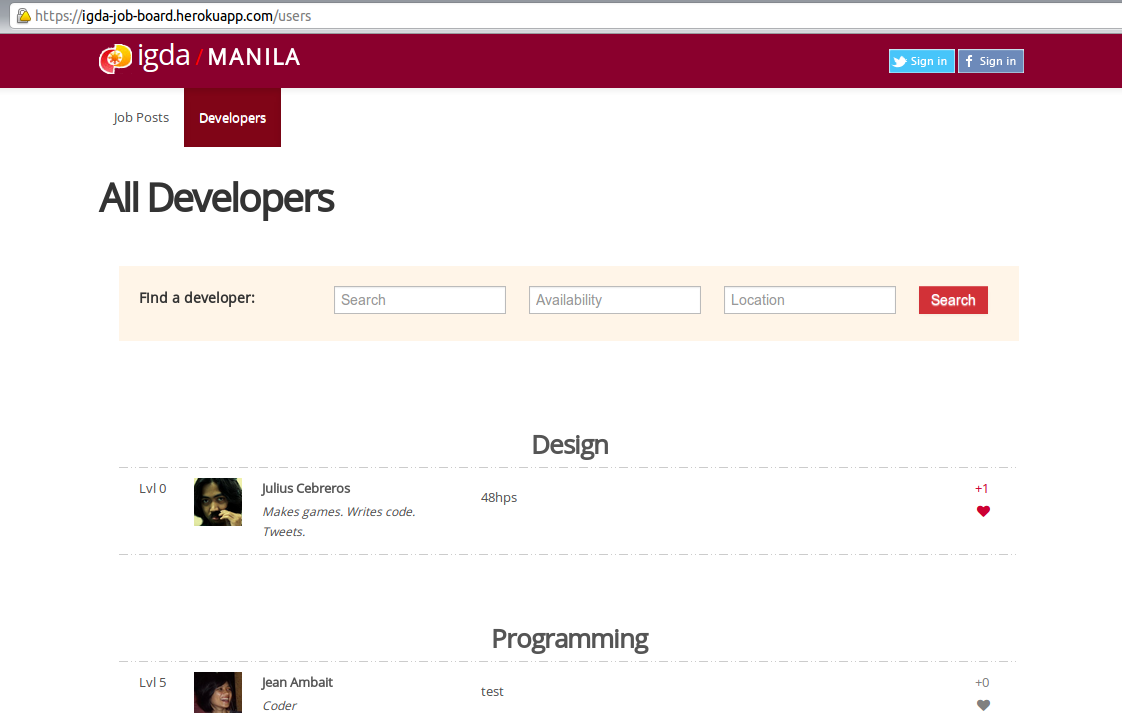 https://igda-job-board.herokuapp.com/users
igda / MANILA
Sign in
Sign in
Job Posts
Developers
All Developers
Find a developer:
Search
Availability
Location
Search
Design
Lvl 0
Julius Cebreros
Makes games. Writes code.
Tweets.
48hps
+1
Programming
Lvl 5
Jean Ambait
Coder
test
+0